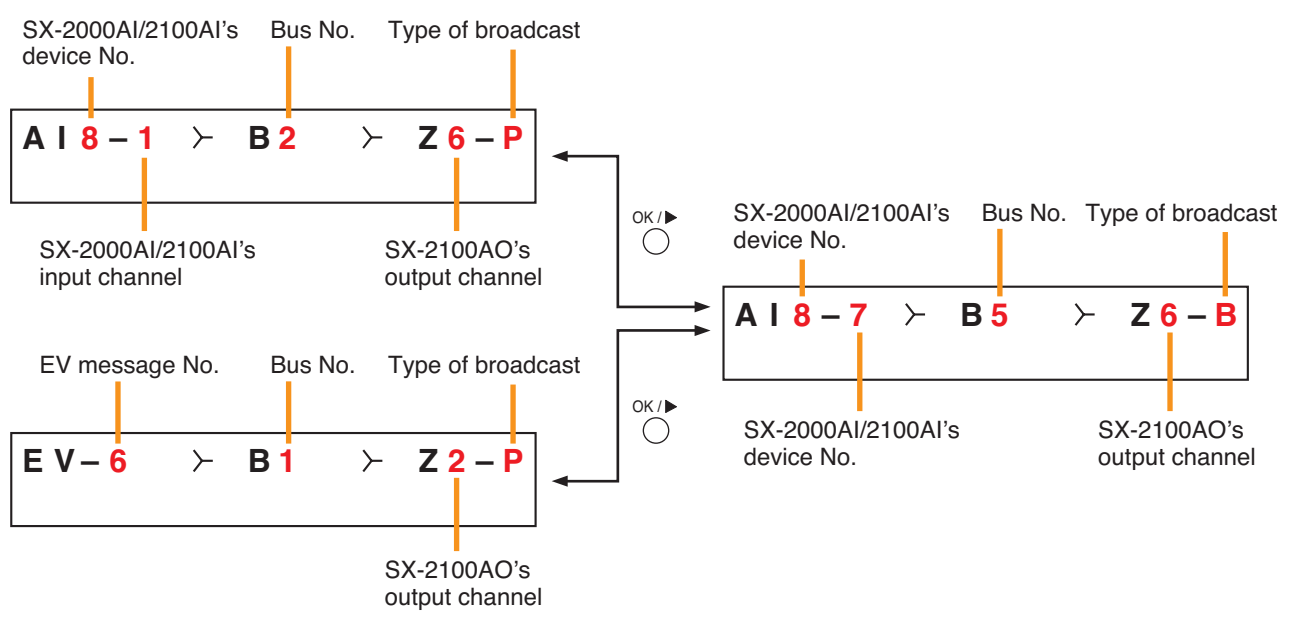 SX-2000AI/2100AI's
device No.
Bus No.
Type of broadcast
A I 8 – 1 ≻ B 2 ≻ Z 6 – P
SX-2000AI/2100AI's
input channel
SX-2100AO's
output channel
OK / ▶
EV message No.
Bus No.
Type of broadcast
E V – 6 ≻ B 1 ≻ Z 2 – P
SX-2100AO's
output channel
OK / ▶
SX-2000AI/2100AI's
device No.
Bus No.
Type of broadcast
A I 8 – 7 ≻ B 5 ≻ Z 6 – B
SX-2000AI/2100AI's
device No.
SX-2100AO's
output channel